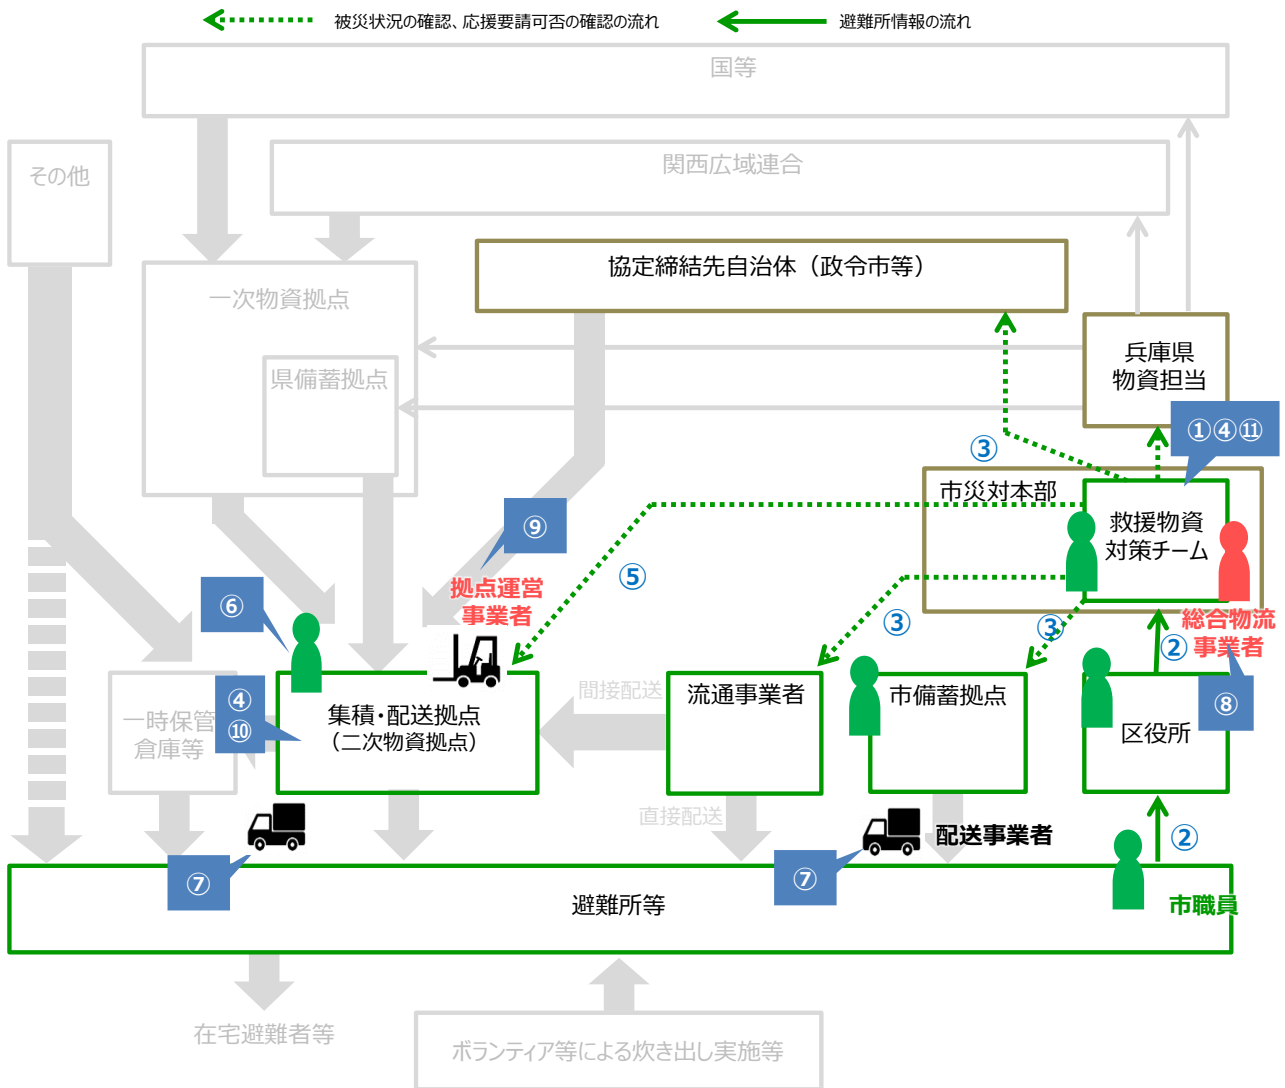 被災状況の確認、応援要請可否の確認の流れ
避難所情報の流れ
国等
その他
関西広域連合
協定締結先自治体（政令市等）
一次物資拠点
県備蓄拠点
兵庫県
物資担当
①④⑪
③
市災対本部
救援物資
対策チーム
⑨
⑤
拠点運営
事業者
⑥
③
③
②
総合物流
事業者
一時保管
倉庫等
④
⑩
集積・配送拠点
（二次物資拠点）
間接配送
流通事業者
市備蓄拠点
区役所
⑧
直接配送
配送事業者
②
⑦
⑦
避難所等
市職員
在宅避難者等
ボランティア等による炊き出し実施等